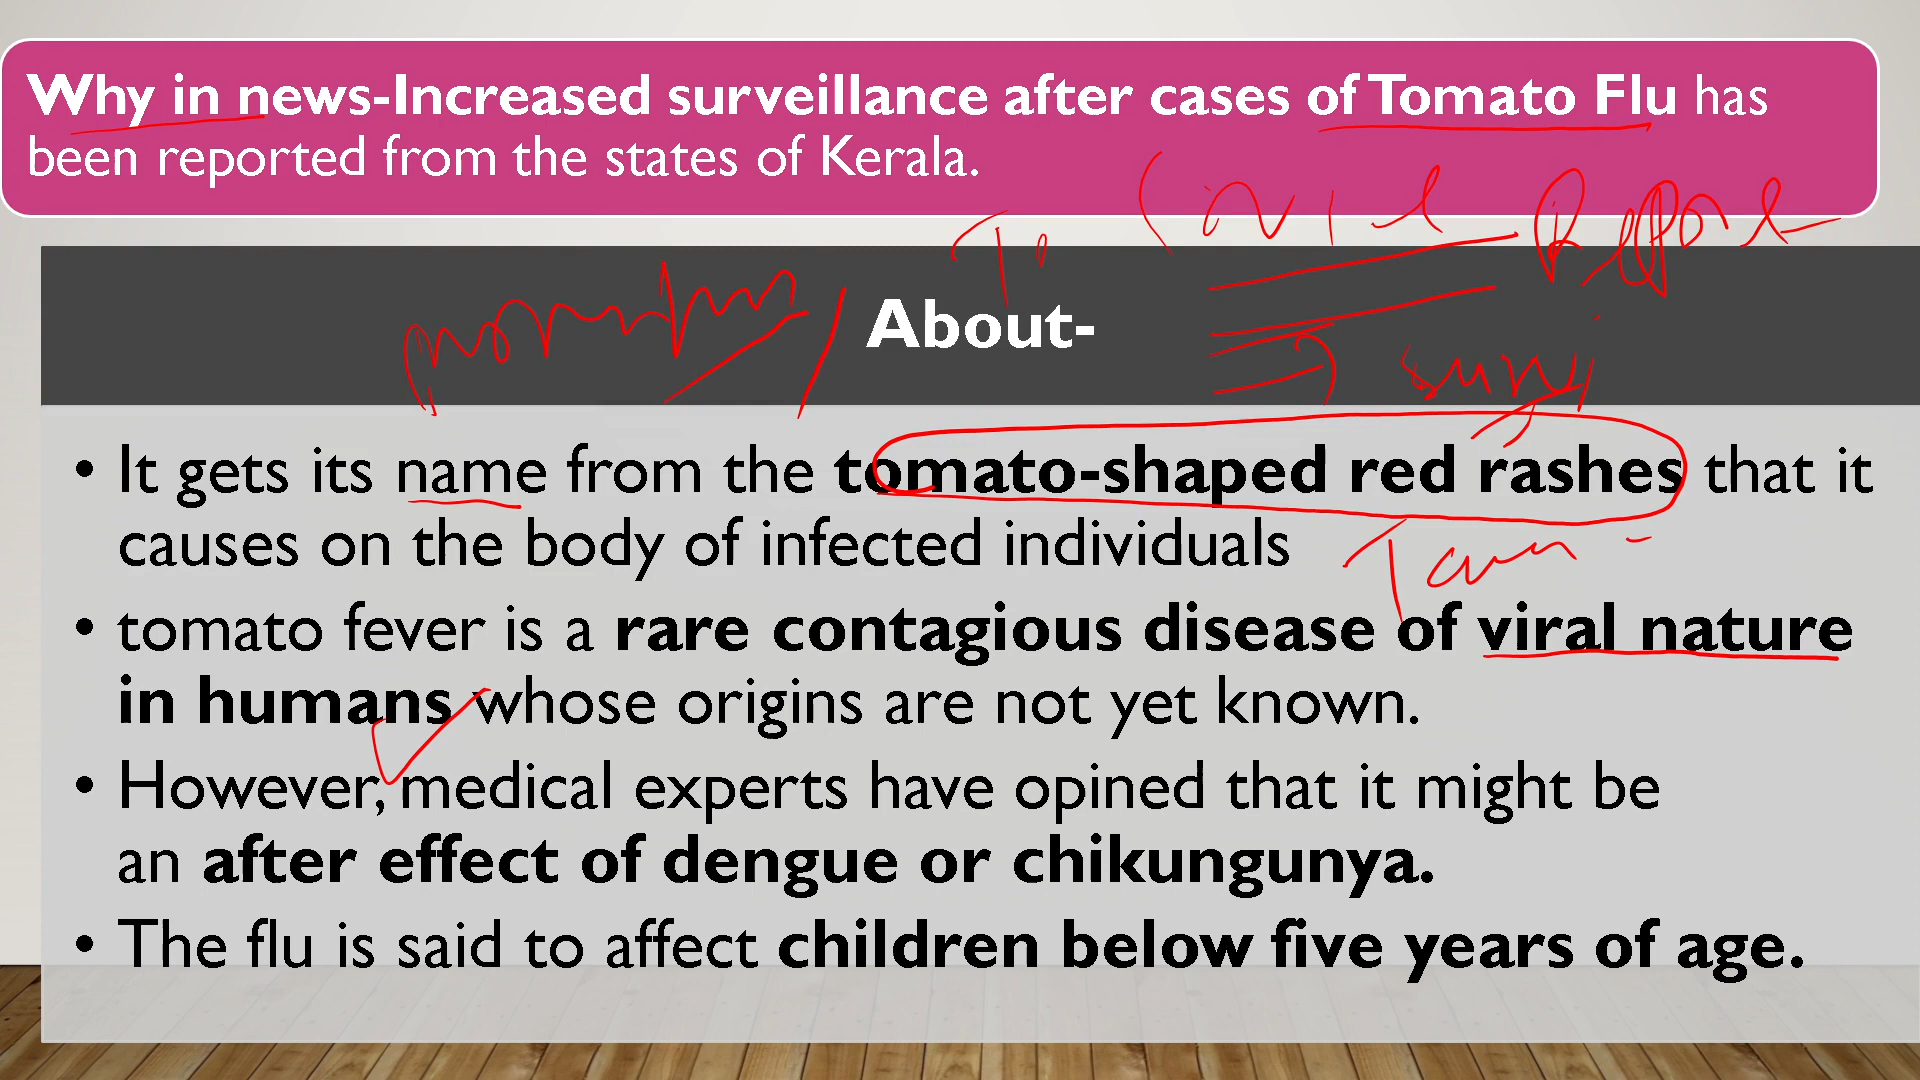 Why in news-Increased surveillance after cases of Tomato Flu has
been reported from the states of Kerala.
About-
• It gets its name from the tomato-shaped red rashes that it
causes on the body of infected individuals
• tomato fever is a rare contagious disease of viral nature
in humans whose origins are not yet known.
• However, medical experts have opined that it might be
an after effect of dengue or chikungunya.
• The flu is said to affect children below five years of age.